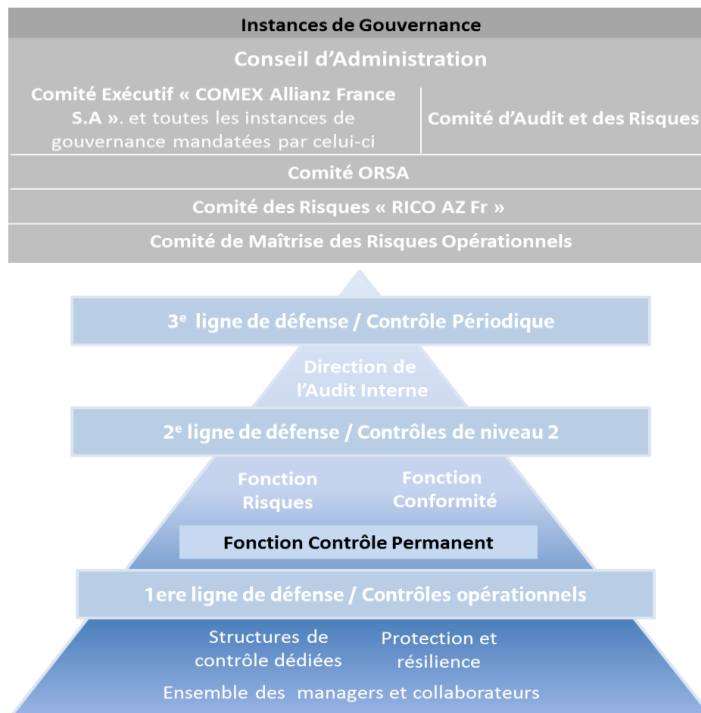 Instances de Gouvernance
Conseil d'Administration
Comité Exécutif « COMEX Allianz France
S.A ». et toutes les instances de
gouvernance mandatées par celui-ci
Comité d'Audit et des Risques
Comité ORSA
Comité des Risques « RICO AZ Fr »
Comité de Maîtrise des Risques Opérationnels
3e ligne de défense / Contrôle Périodique
Direction de
l'Audit Interne
2e ligne de défense / Contrôles de niveau 2
Fonction
Risques
Fonction
Conformité
Fonction Contrôle Permanent
1ere ligne de défense / Contrôles opérationnels
Structures de
contrôle dédiées
Protection et
résilience
Ensemble des managers et collaborateurs